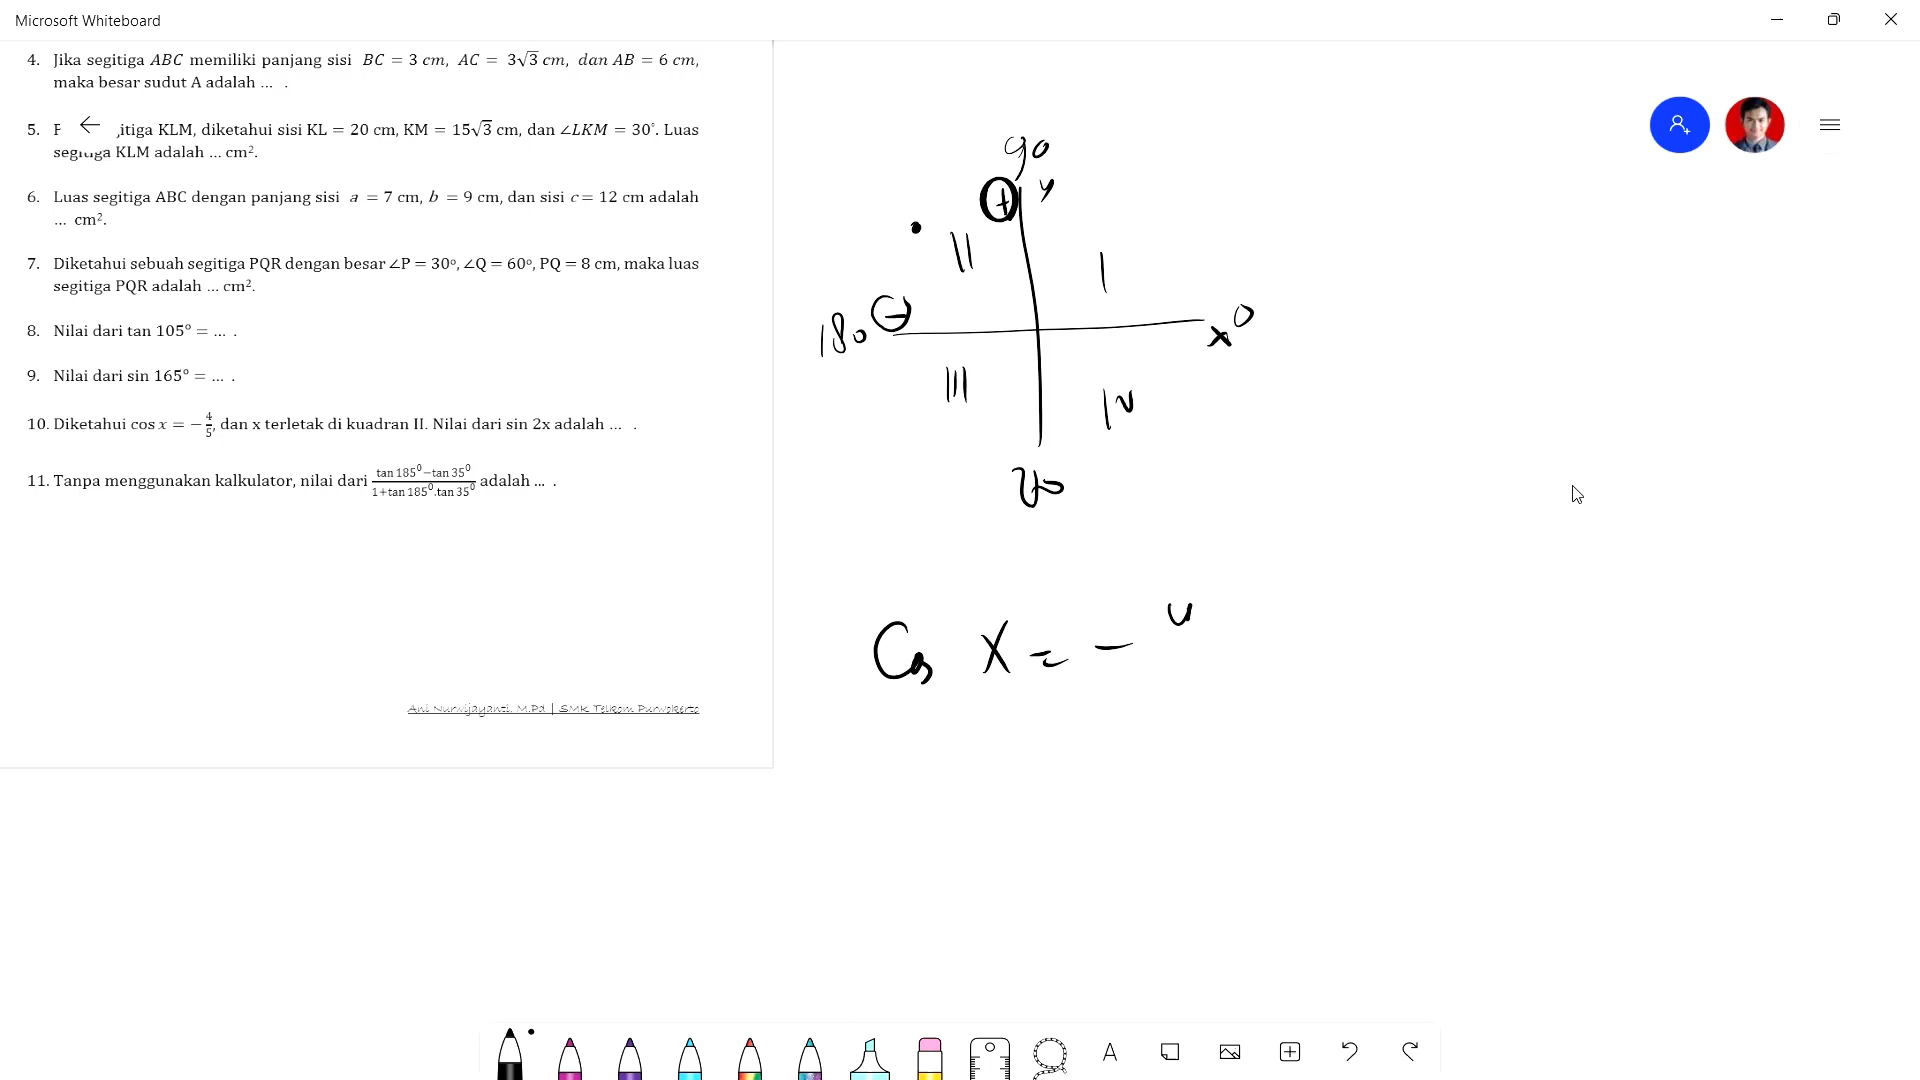 Microsoft Whiteboard
4. Jika segitiga ABC memiliki panjang sisi BC = 3 cm, AC = 3√3 cm, dan AB = 6 cm,
maka besar sudut A adalah ... .
5. itiga KLM, diketahui sisi KL = 20 cm, KM = 15√3 cm, dan ∠LKM = 30°. Luas
segitiga KLM adalah ... cm².
6. Luas segitiga ABC dengan panjang sisi a = 7 cm, b = 9 cm, dan sisi c = 12 cm adalah
... cm².
7. Diketahui sebuah segitiga PQR dengan besar ∠P = 30°, ∠Q = 60°, PQ = 8 cm, maka luas
segitiga PQR adalah ... cm².
8. Nilai dari tan 105° = ... .
9. Nilai dari sin 165° = ... .
10. Diketahui cos x = −4/5, dan x terletak di kuadran II. Nilai dari sin 2x adalah ... .
11. Tanpa menggunakan kalkulator, nilai dari (tan 185⁰−tan 35⁰)/(1+tan 185⁰.tan 35⁰) adalah ... .
Ani Nurwijayanti, M.Pd | SMK Telkom Purwokerto
90
+ y
II I
180 − x 0
III IV
Cos x = −
A